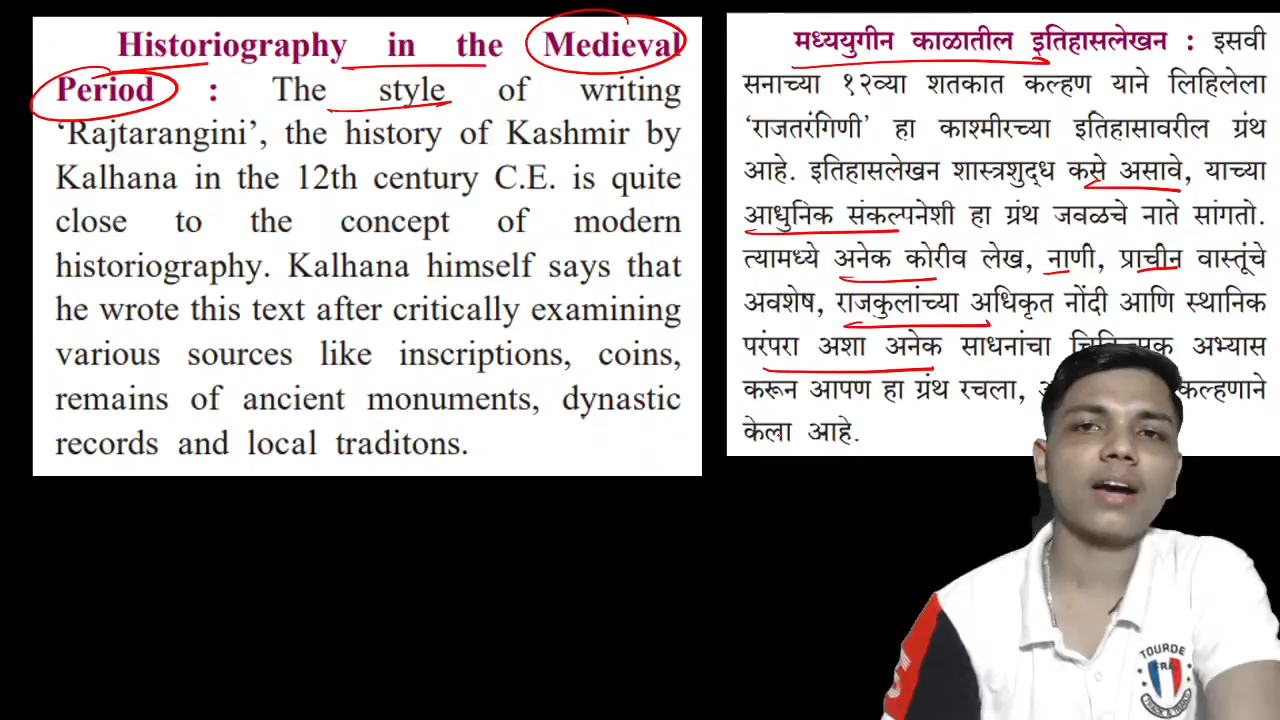 Historiography in the Medieval
Period : The style of writing
‘Rajtarangini’, the history of Kashmir by
Kalhana in the 12th century C.E. is quite
close to the concept of modern
historiography. Kalhana himself says that
he wrote this text after critically examining
various sources like inscriptions, coins,
remains of ancient monuments, dynastic
records and local traditons.
मध्ययुगीन काळातील इतिहासलेखन : इसवी
सनाच्या १२व्या शतकात कल्हण याने लिहिलेला
‘राजतरंगिणी’ हा काश्मीरच्या इतिहासावरील ग्रंथ
आहे. इतिहासलेखन शास्त्रशुद्ध कसे असावे, याच्या
आधुनिक संकल्पनेशी हा ग्रंथ जवळचे नाते सांगतो.
त्यामध्ये अनेक कोरीव लेख, नाणी, प्राचीन वास्तूंचे
अवशेष, राजकुलांच्या अधिकृत नोंदी आणि स्थानिक
परंपरा अशा अनेक साधनांचा अभ्यास
करून आपण हा ग्रंथ रचला, कल्हणाने
केला आहे.
TOURDE
FRA